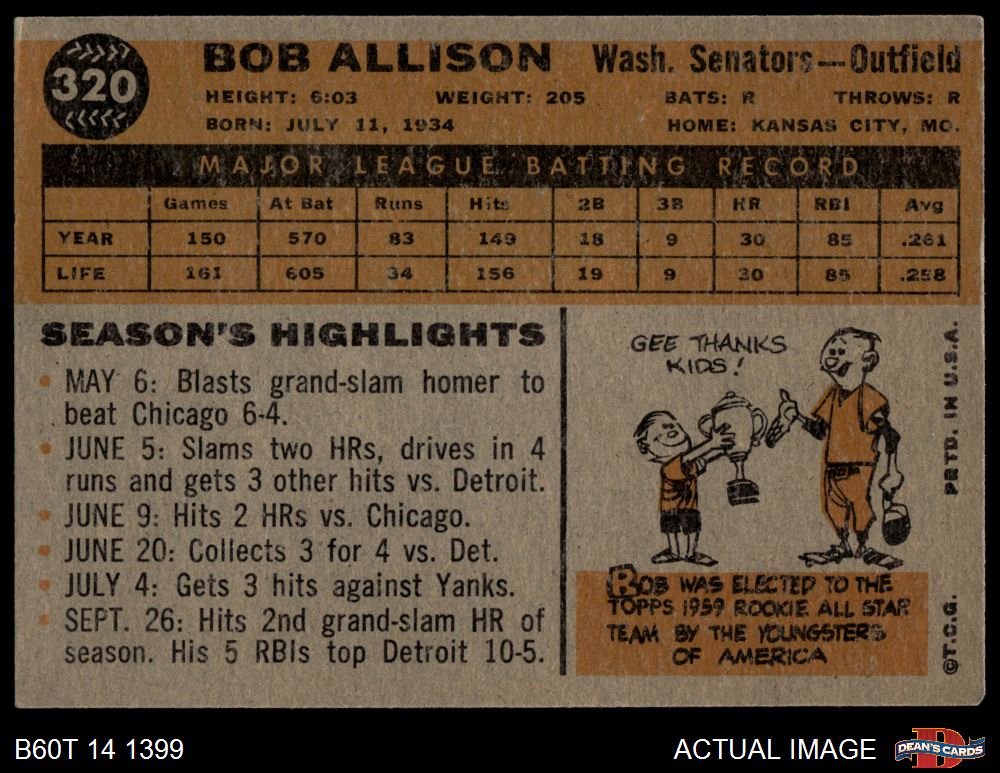 320
BOB ALLISON Wash. Senators—Outfield
HEIGHT: 6:03 WEIGHT: 205 BATS: R THROWS: R
BORN: JULY 11, 1934 HOME: KANSAS CITY, MO.
MAJOR LEAGUE BATTING RECORD
Games At Bat Runs Hits 2B 3B HR RBI Avg
YEAR 150 570 83 149 18 9 30 85 .261
LIFE 161 605 34 156 19 9 30 85 .258
SEASON'S HIGHLIGHTS
• MAY 6: Blasts grand-slam homer to
beat Chicago 6-4.
• JUNE 5: Slams two HRs, drives in 4
runs and gets 3 other hits vs. Detroit.
• JUNE 9: Hits 2 HRs vs. Chicago.
• JUNE 20: Collects 3 for 4 vs. Det.
• JULY 4: Gets 3 hits against Yanks.
• SEPT. 26: Hits 2nd grand-slam HR of
season. His 5 RBIs top Detroit 10-5.
GEE THANKS
KIDS!
BOB WAS ELECTED TO THE
TOPPS 1959 ROOKIE ALL STAR
TEAM BY THE YOUNGSTERS
OF AMERICA
©T.C.G. PRTD. IN U.S.A.
B60T 14 1399
ACTUAL IMAGE
D
DEAN'S CARDS